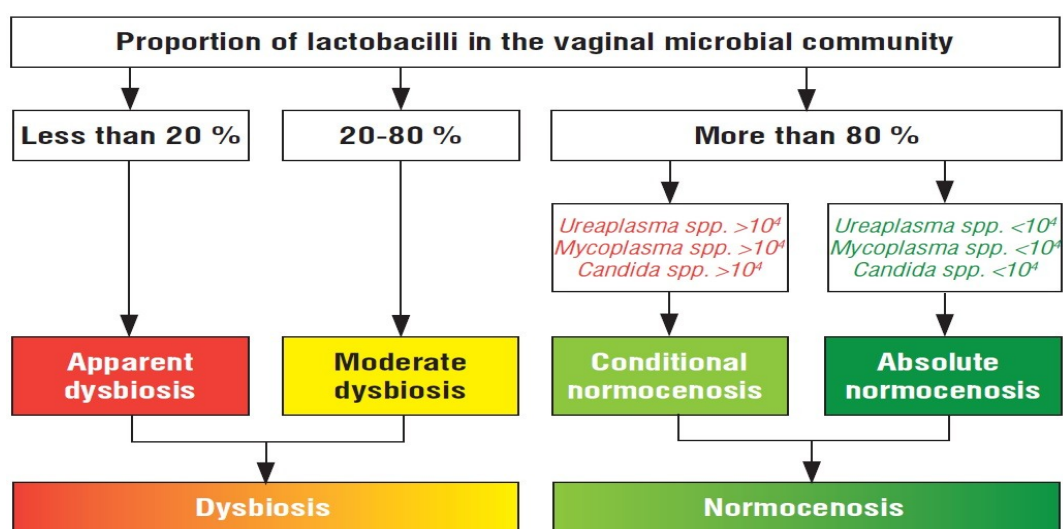 Proportion of lactobacilli in the vaginal microbial community
Less than 20 %
20-80 %
More than 80 %
Ureaplasma spp. >10⁴
Mycoplasma spp. >10⁴
Candida spp. >10⁴
Ureaplasma spp. <10⁴
Mycoplasma spp. <10⁴
Candida spp. <10⁴
Apparent
dysbiosis
Moderate
dysbiosis
Conditional
normocenosis
Absolute
normocenosis
Dysbiosis
Normocenosis